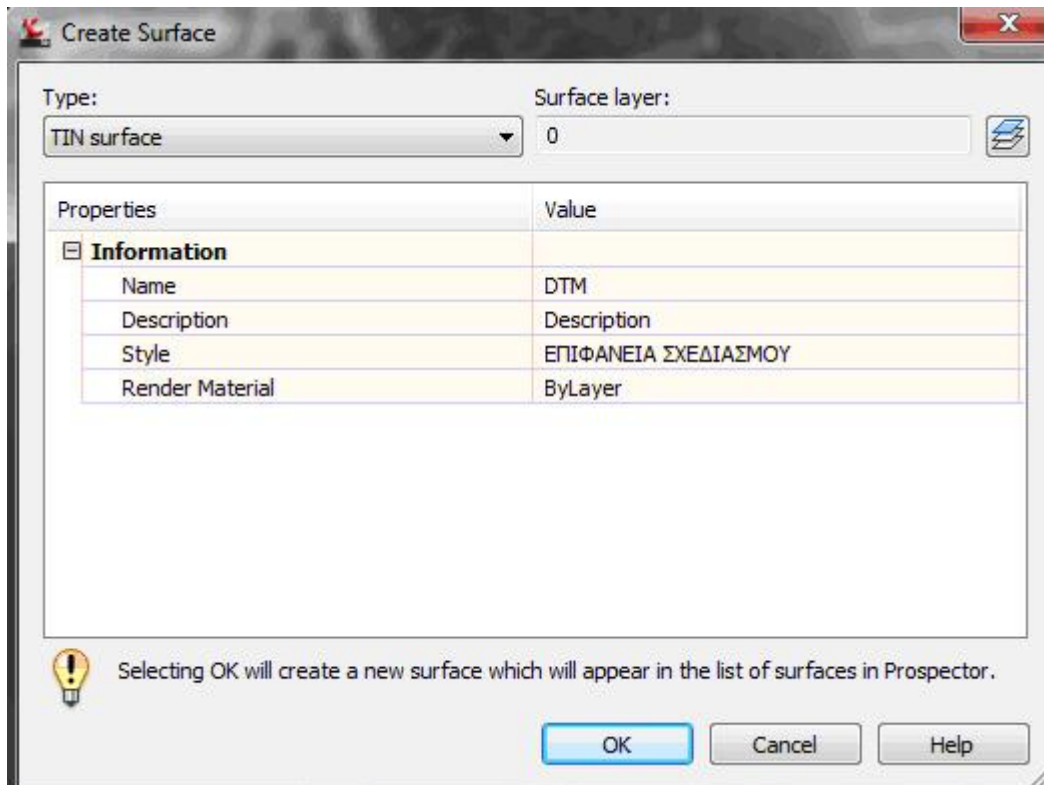 Create Surface
Type:
Surface layer:
TIN surface
0
Properties Value
Information
Name DTM
Description Description
Style ΕΠΙΦΑΝΕΙΑ ΣΧΕΔΙΑΣΜΟΥ
Render Material ByLayer
Selecting OK will create a new surface which will appear in the list of surfaces in Prospector.
OK Cancel Help